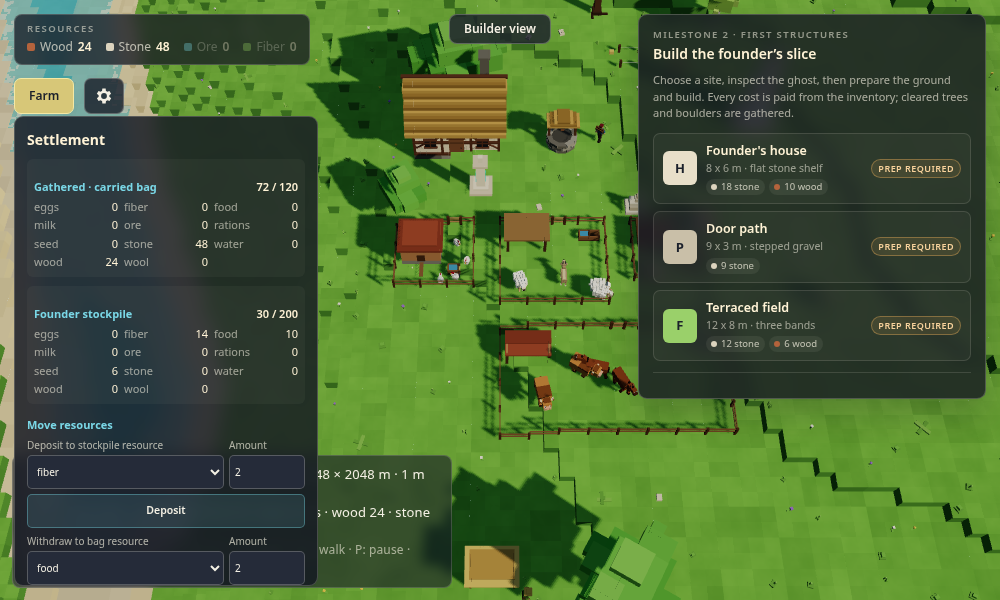 RESOURCES
Wood 24 Stone 48 Ore 0 Fiber 0
Builder view
Farm
Settlement
Gathered · carried bag 72 / 120
eggs 0 fiber 0 food 0
milk 0 ore 0 rations 0
seed 0 stone 48 water 0
wood 24 wool 0
Founder stockpile 30 / 200
eggs 0 fiber 14 food 10
milk 0 ore 0 rations 0
seed 6 stone 0 water 0
wood 0 wool 0
Move resources
Deposit to stockpile resource Amount
fiber 2
Deposit
Withdraw to bag resource Amount
food 2
48 × 2048 m · 1 m
s · wood 24 · stone
walk · P: pause ·
MILESTONE 2 · FIRST STRUCTURES
Build the founder's slice
Choose a site, inspect the ghost, then prepare the ground
and build. Every cost is paid from the inventory; cleared trees
and boulders are gathered.
H
Founder's house
8 x 6 m · flat stone shelf
18 stone 10 wood
PREP REQUIRED
P
Door path
9 x 3 m · stepped gravel
9 stone
PREP REQUIRED
F
Terraced field
12 x 8 m · three bands
12 stone 6 wood
PREP REQUIRED